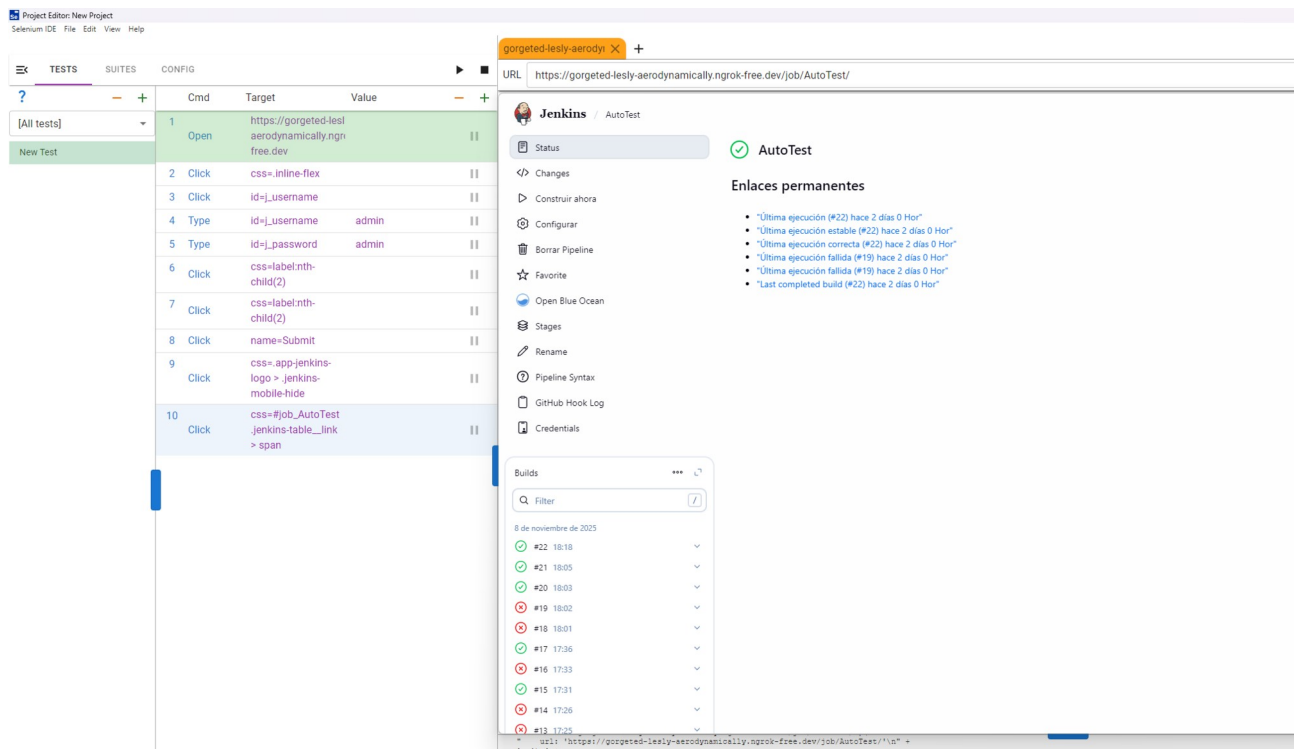 Project Editor: New Project
Selenium IDE File Edit View Help
TESTS SUITES CONFIG
? − +
[All tests]
New Test
Cmd Target Value − +
1 Open https://gorgeted-lesl
aerodynamically.ngro
free.dev
2 Click css=.inline-flex
3 Click id=j_username
4 Type id=j_username admin
5 Type id=j_password admin
6 Click css=label:nth-
child(2)
7 Click css=label:nth-
child(2)
8 Click name=Submit
9 Click css=.app-jenkins-
logo > .jenkins-
mobile-hide
10 Click css=#job_AutoTest
.jenkins-table__link
> span
gorgeted-lesly-aerodyı +
URL https://gorgeted-lesly-aerodynamically.ngrok-free.dev/job/AutoTest/
Jenkins / AutoTest
Status
Changes
Construir ahora
Configurar
Borrar Pipeline
Favorite
Open Blue Ocean
Stages
Rename
Pipeline Syntax
GitHub Hook Log
Credentials
Builds
Filter /
8 de noviembre de 2025
#22 18:18
#21 18:05
#20 18:03
#19 18:02
#18 18:01
#17 17:36
#16 17:33
#15 17:31
#14 17:26
#13 17:25
AutoTest
Enlaces permanentes
"Última ejecución (#22) hace 2 días 0 Hor"
"Última ejecución estable (#22) hace 2 días 0 Hor"
"Última ejecución correcta (#22) hace 2 días 0 Hor"
"Última ejecución fallida (#19) hace 2 días 0 Hor"
"Última ejecución fallida (#19) hace 2 días 0 Hor"
"Last completed build (#22) hace 2 días 0 Hor"
" url: 'https://gorgeted-lesly-aerodynamically.ngrok-free.dev/job/AutoTest/'\n" +